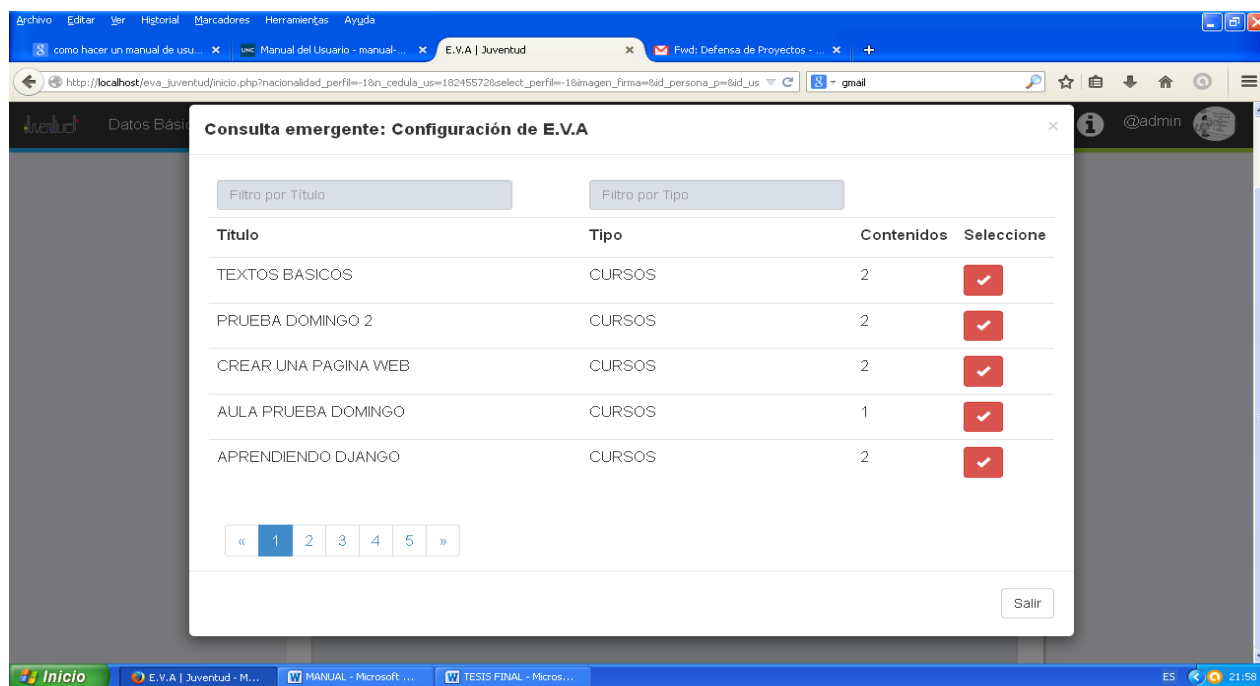 Archivo Editar Ver Historial Marcadores Herramientas Ayuda
8 como hacer un manual de usu... x UNC Manual del Usuario - manual-... x E.V.A | Juventud x Fwd: Defensa de Proyectos - ... x +
http://localhost/eva_juventud/inicio.php?nacionalidad_perfil=-1&n_cedula_us=18245572&select_perfil=-1&imagen_firma=&id_persona_p=&id_us 8 gmail
Juventud Datos Bási @admin
Consulta emergente: Configuración de E.V.A ×
Filtro por Título Filtro por Tipo
Título Tipo Contenidos Seleccione
TEXTOS BASICOS CURSOS 2
PRUEBA DOMINGO 2 CURSOS 2
CREAR UNA PAGINA WEB CURSOS 2
AULA PRUEBA DOMINGO CURSOS 1
APRENDIENDO DJANGO CURSOS 2
« 1 2 3 4 5 »
Salir
Inicio E.V.A | Juventud - M... MANUAL - Microsoft ... TESIS FINAL - Micros... ES 21:58